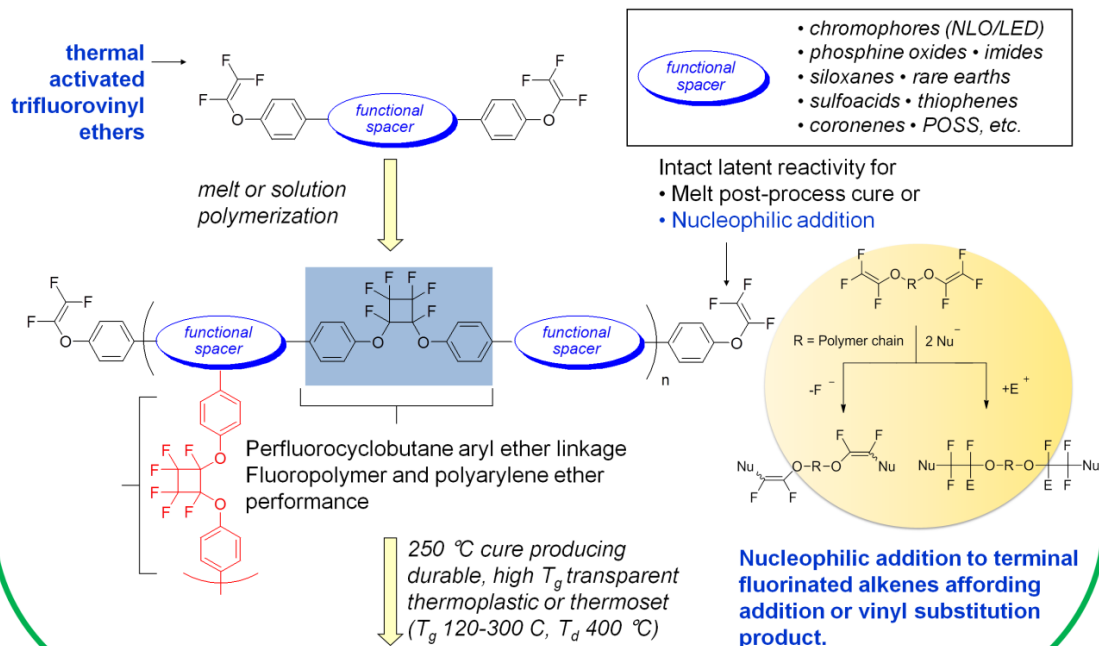 thermal
activated
trifluorovinyl
ethers
F
F
F
O
functional
spacer
F
F
F
O
functional
spacer
• chromophores (NLO/LED)
• phosphine oxides • imides
• siloxanes • rare earths
• sulfoacids • thiophenes
• coronenes • POSS, etc.
melt or solution
polymerization
Intact latent reactivity for
• Melt post-process cure or
• Nucleophilic addition
F
F
F
O
functional
spacer
F F F F
F F
O O
functional
spacer
n
F
F
F
O
F
F
F
O
R
O
F
F
F
R = Polymer chain
2 Nu⁻
-F⁻
+E⁺
Nu
F
F
O-R-O
F
F
Nu
Nu
F
F
F
E
O-R-O
F
F
E
F
Nu
O
F
F
F
F
F
F
O
Perfluorocyclobutane aryl ether linkage
Fluoropolymer and polyarylene ether
performance
250 ℃ cure producing
durable, high Tg transparent
thermoplastic or thermoset
(Tg 120-300 C, Td 400 ℃)
Nucleophilic addition to terminal
fluorinated alkenes affording
addition or vinyl substitution
product.